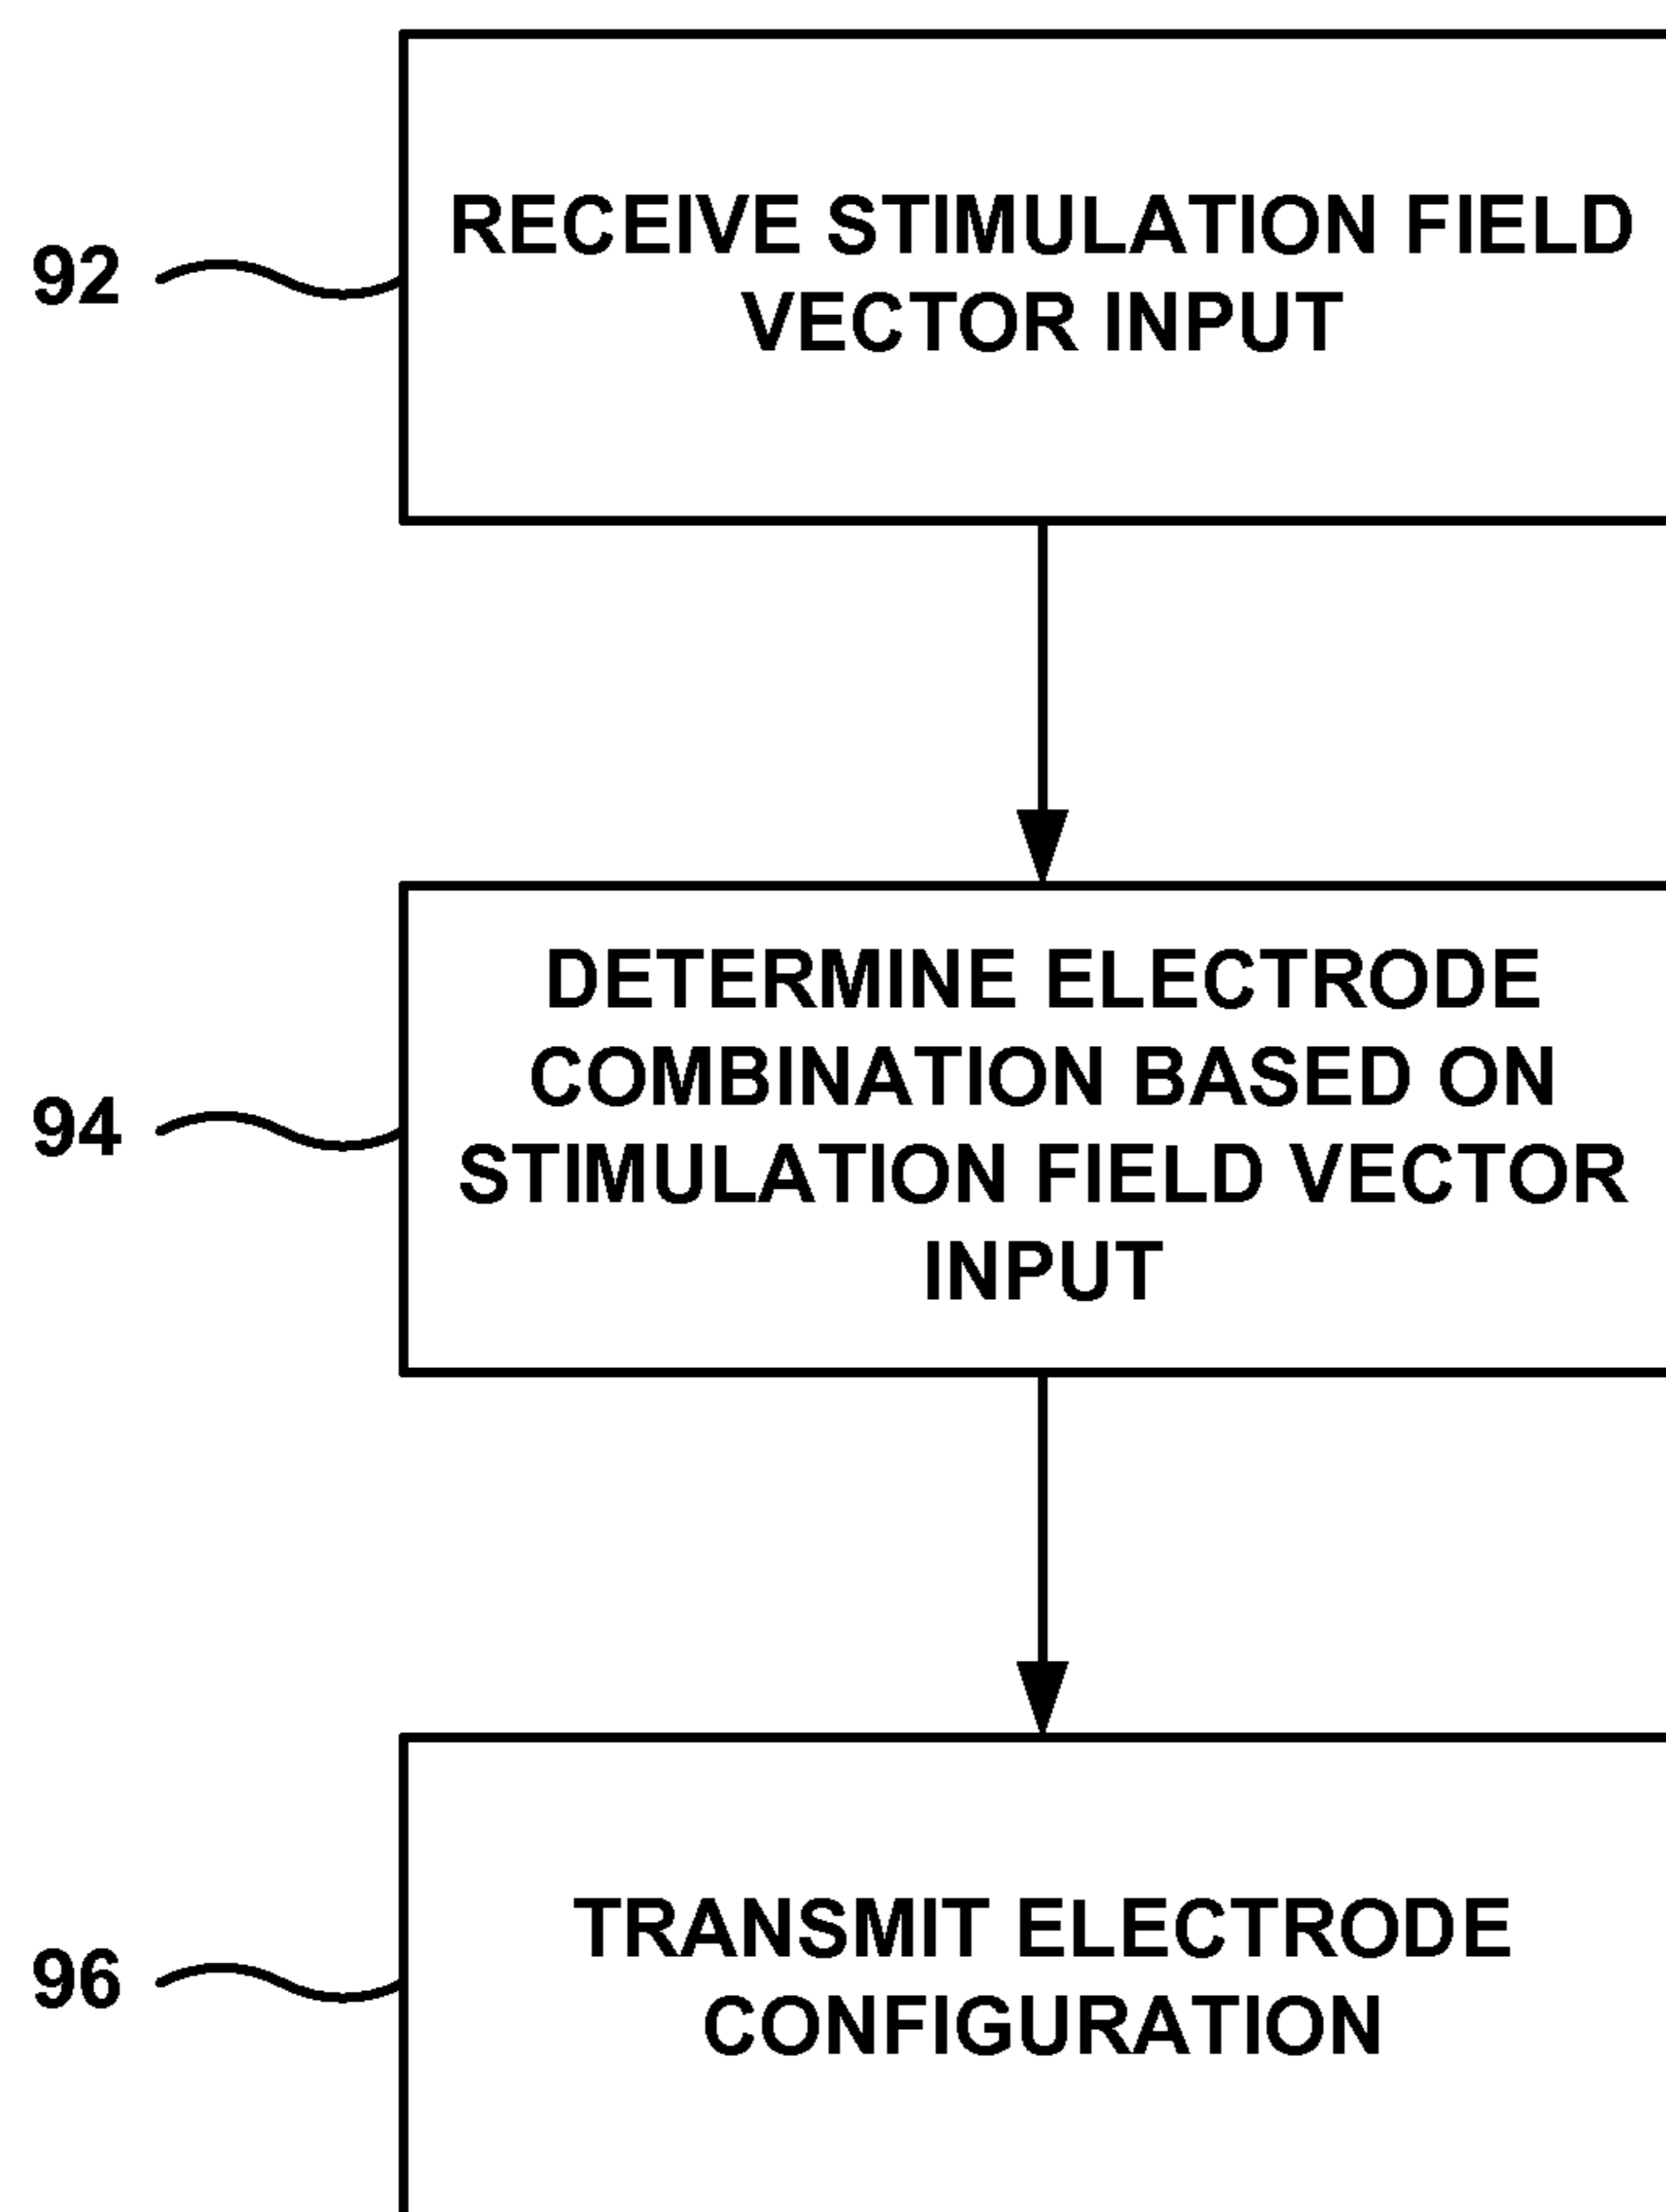 92
RECEIVE STIMULATION FIELD
VECTOR INPUT
94
DETERMINE ELECTRODE
COMBINATION BASED ON
STIMULATION FIELD VECTOR
INPUT
96
TRANSMIT ELECTRODE
CONFIGURATION